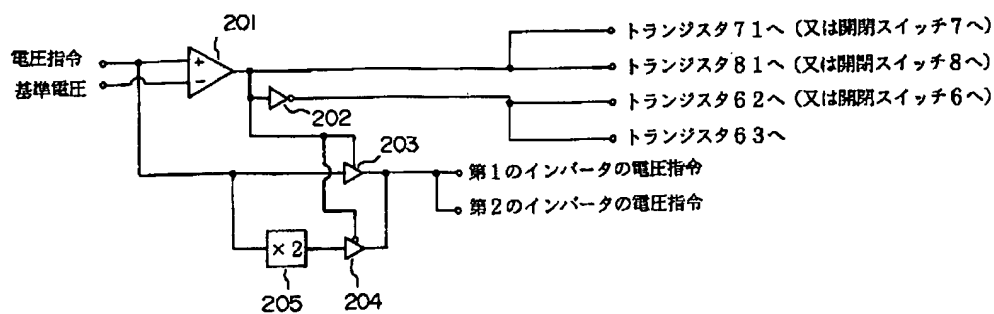 201
電圧指令
+
基準電圧
-
トランジスタ71へ(又は開閉スイッチ7へ)
トランジスタ81へ(又は開閉スイッチ8へ)
トランジスタ62へ(又は開閉スイッチ6へ)
トランジスタ63へ
202
203
第1のインバータの電圧指令
第2のインバータの電圧指令
×2
205
204